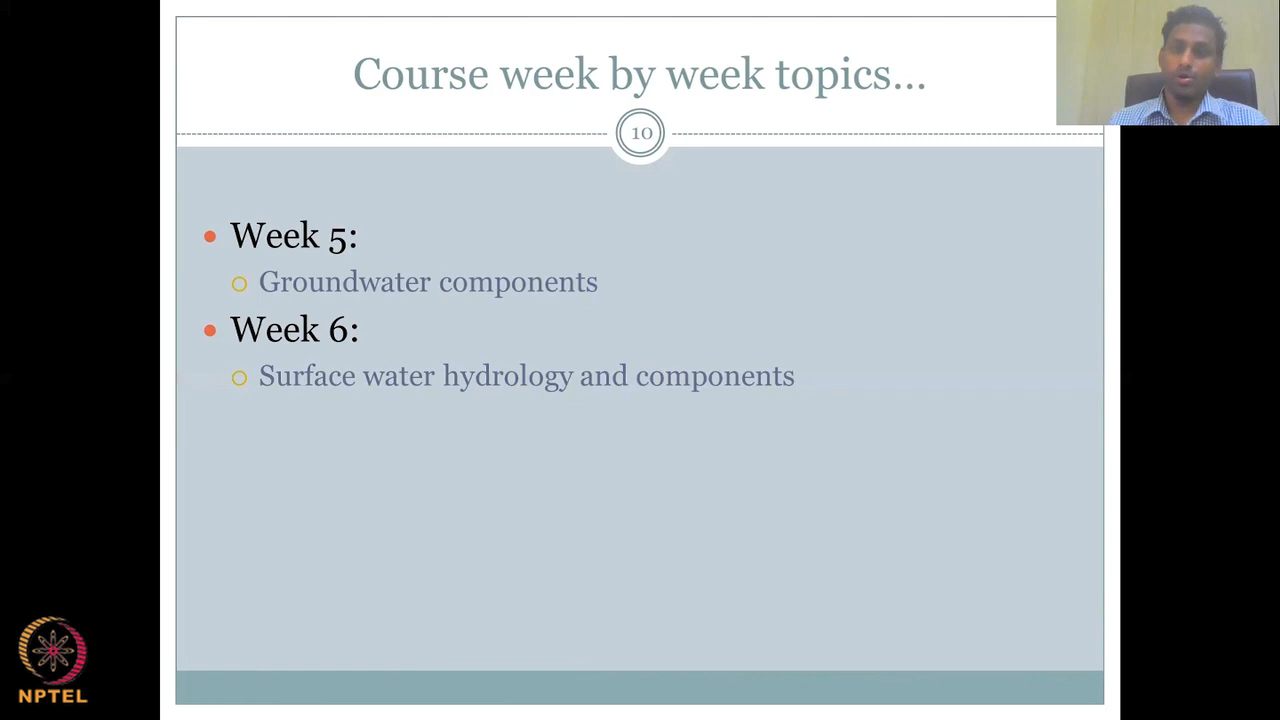 Course week by week topics...
10
Week 5:
Groundwater components
Week 6:
Surface water hydrology and components
NPTEL